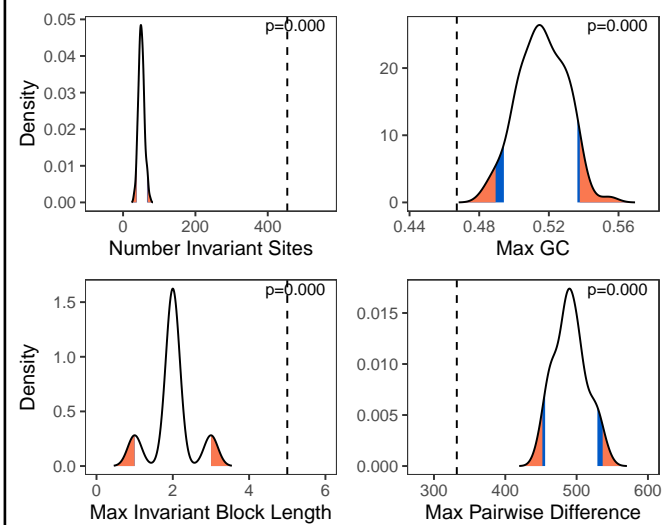 p=0.000
Density
0.05
0.04
0.03
0.02
0.01
0.00
0 200 400
Number Invariant Sites
p=0.000
20
10
0
0.44 0.48 0.52 0.56
Max GC
p=0.000
Density
1.5
1.0
0.5
0.0
0 2 4 6
Max Invariant Block Length
p=0.000
0.015
0.010
0.005
0.000
300 400 500 600
Max Pairwise Difference